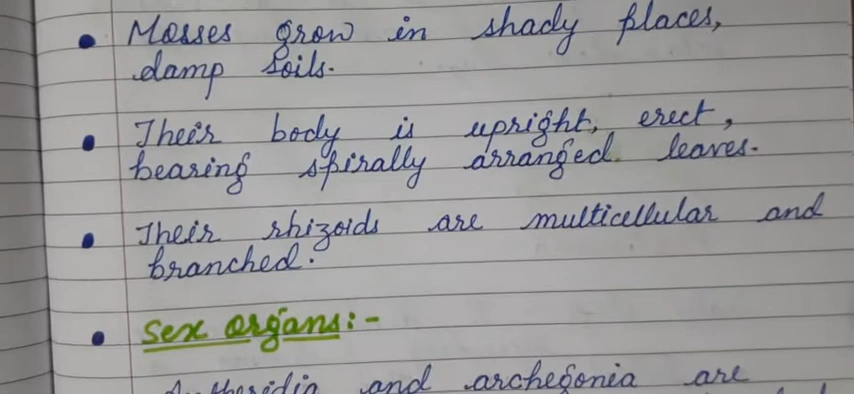 • Mosses grow in shady places,
damp soils.
• Their body is upright, erect,
bearing spirally arranged leaves.
• Their rhizoids are multicellular and
branched.
• Sex organs:-
Antheridia and archegonia are